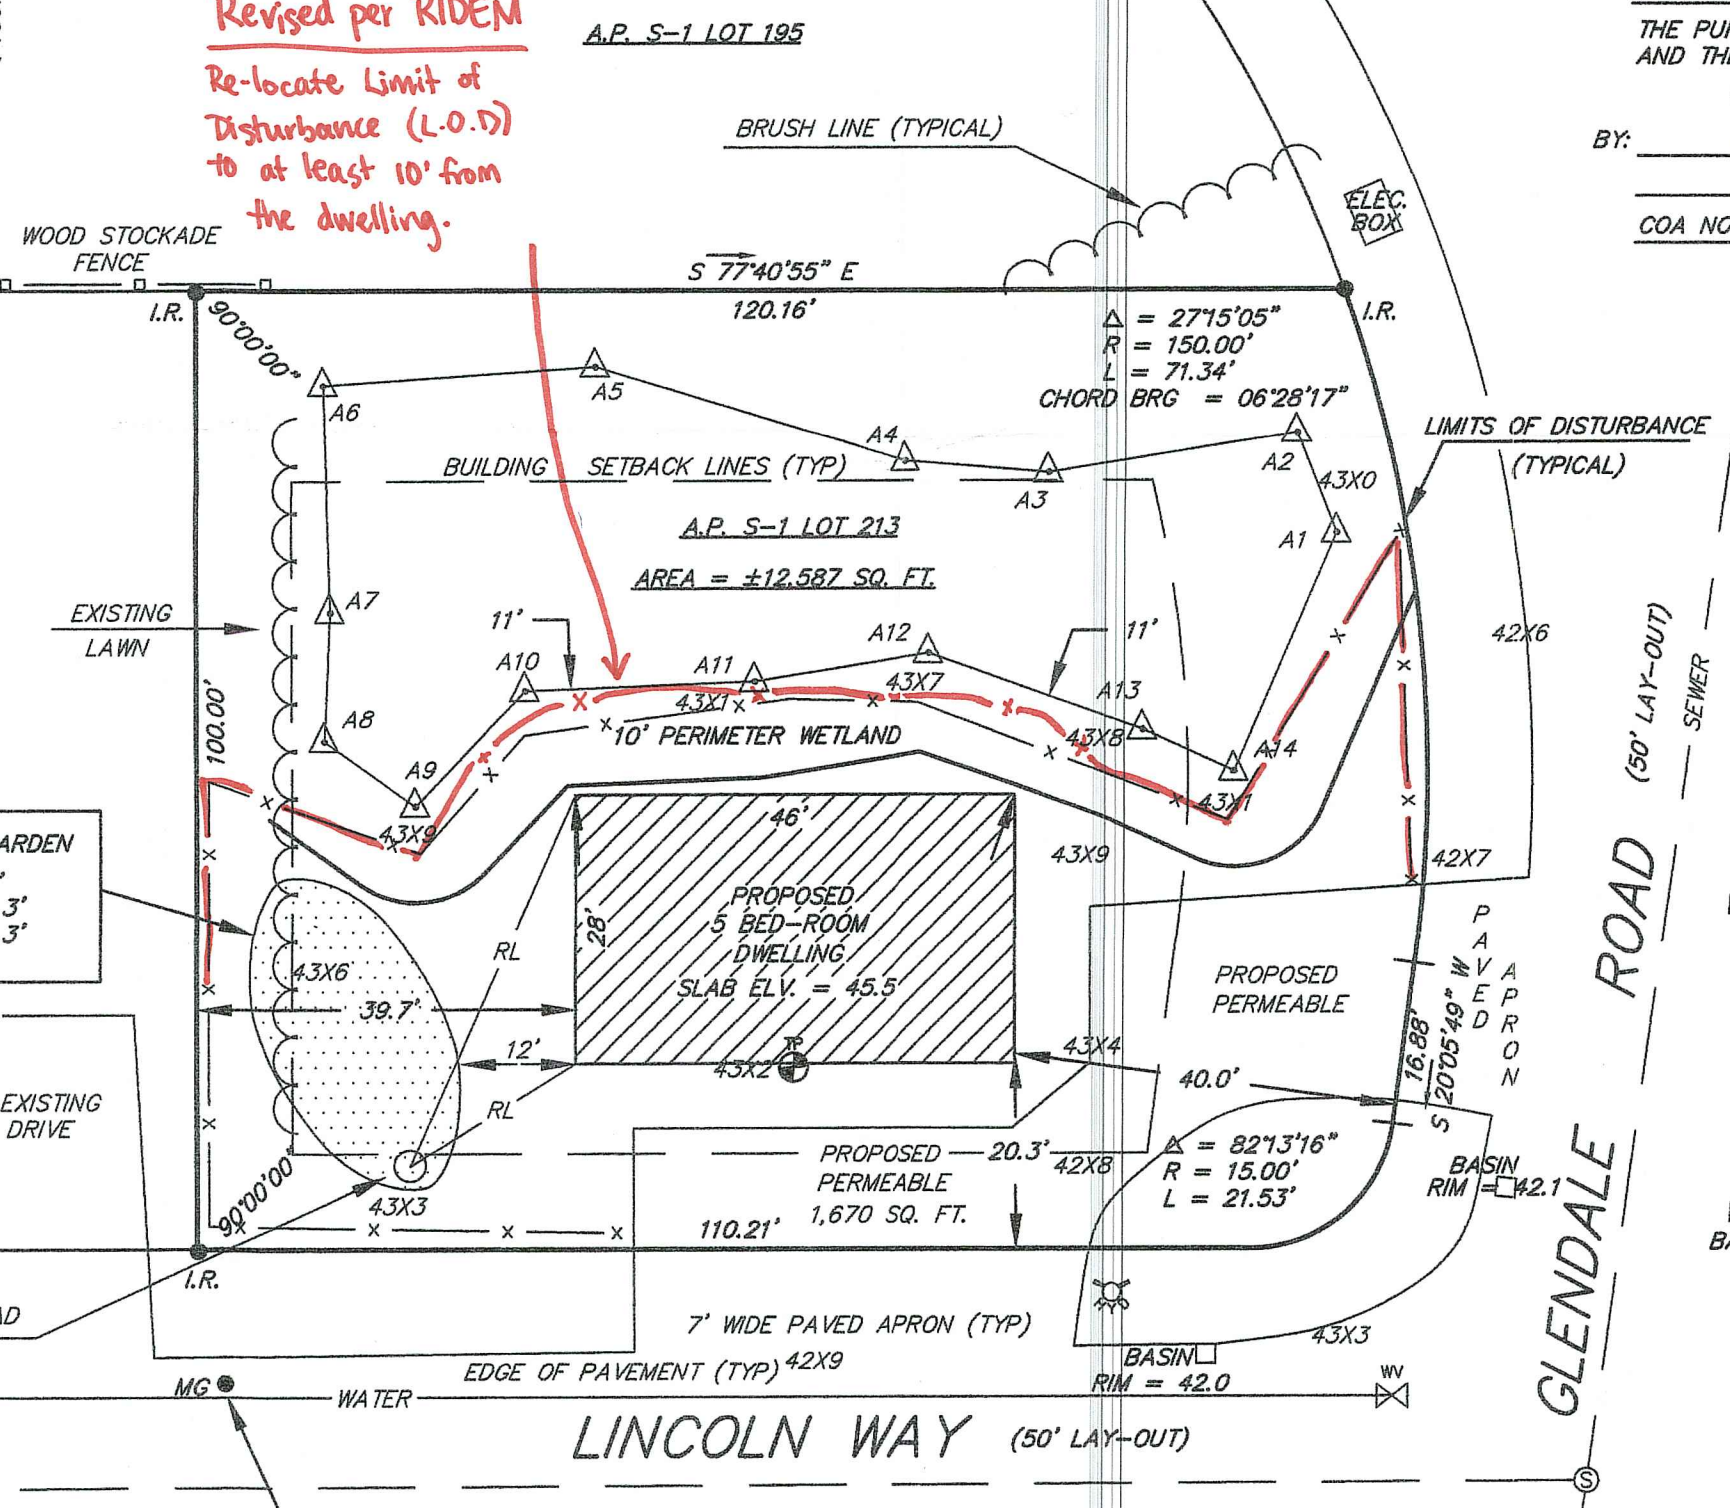 Revised per RIDEM
Re-locate Limit of
Disturbance (L.O.D)
to at least 10' from
the dwelling.
A.P. S-1 LOT 195
THE
AND
BRUSH LINE (TYPICAL)
BY:
ELEC.
BOX
COA
WOOD STOCKADE
FENCE
S 77°40'55" E
120.16'
I.R.
I.R.
90°00'00"
Δ = 27°15'05"
R = 150.00'
L = 71.34'
CHORD BRG = 06°28'17"
A6
A5
A4
A3
A2
A1
43X0
LIMITS OF DISTURBANCE
(TYPICAL)
BUILDING SETBACK LINES (TYP)
A.P. S-1 LOT 213
AREA = ±12,587 SQ. FT.
EXISTING
LAWN
A7
11'
11'
A12
A10
A11
43X1
43X7
A13
42X6
(50' LAY-OUT)
SEWER
100.00'
A8
10' PERIMETER WETLAND
43X8
A14
A9
43X1
43X9
46'
43X9
42X7
3'
3'
PROPOSED
5 BED-ROOM
DWELLING
SLAB ELV. = 45.5
28'
RL
43X6
39.7'
PROPOSED
PERMEABLE
PAVED
APRON
16.88'
S 20°05'49" W
12'
43X2
TP
43X4
40.0'
EXISTING
DRIVE
RL
PROPOSED
PERMEABLE
1,670 SQ. FT.
20.3'
42X8
Δ = 82°13'16"
R = 15.00'
L = 21.53'
BASIN
RIM = 42.1
90°00'00"
43X3
110.21'
I.R.
7' WIDE PAVED APRON (TYP)
43X3
EDGE OF PAVEMENT (TYP) 42X9
BASIN
RIM = 42.0
MG
WATER
WV
LINCOLN WAY (50' LAY-OUT)
GLENDALE ROAD
S